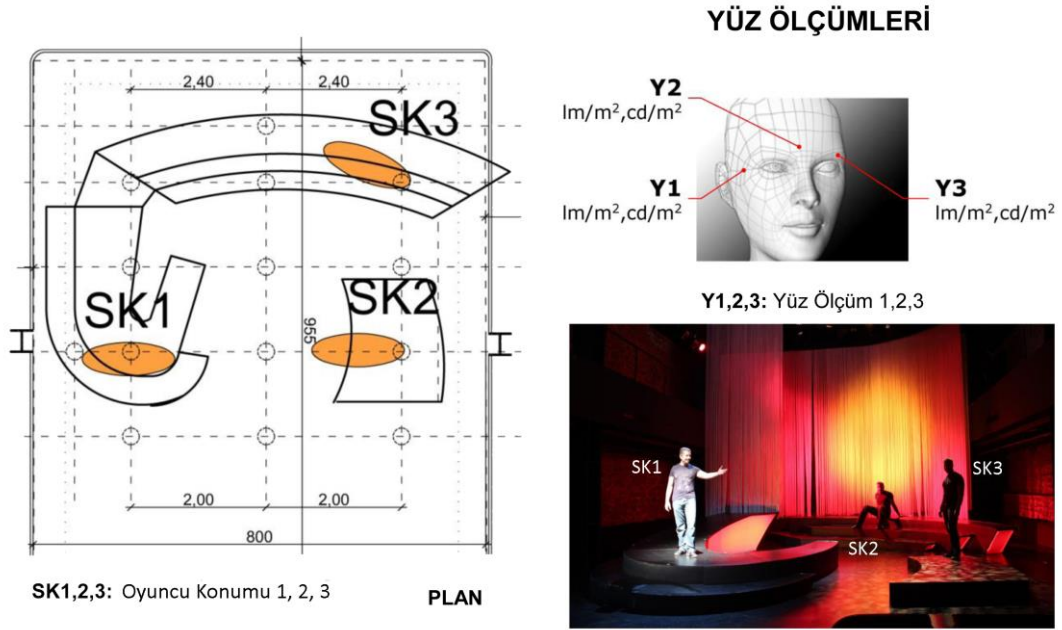 2,40
2,40
SK3
SK1
SK2
955
2,00
2,00
800
SK1,2,3: Oyuncu Konumu 1, 2, 3
PLAN
YÜZ ÖLÇÜMLERİ
Y2
lm/m²,cd/m²
Y1
lm/m²,cd/m²
Y3
lm/m²,cd/m²
Y1,2,3: Yüz Ölçüm 1,2,3
SK1
SK3
SK2